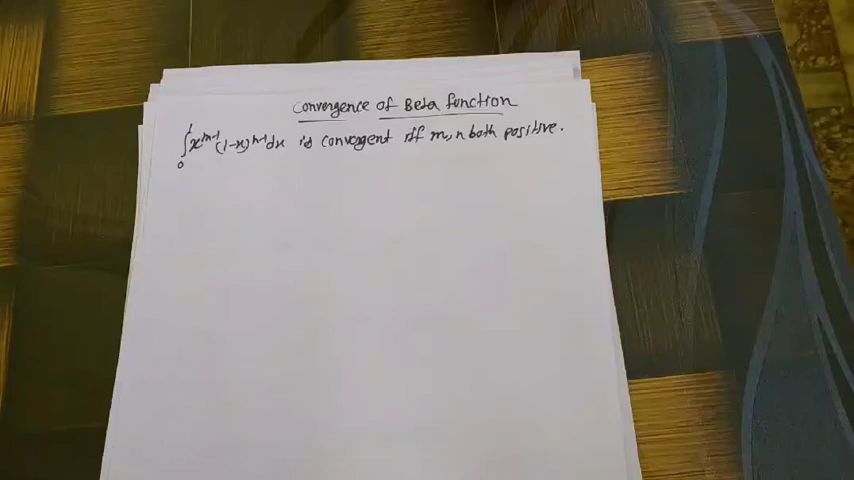 Convergence of Beta function
∫₀¹ x^(m-1) (1-x)^(n-1) dx is convergent iff m, n both positive.